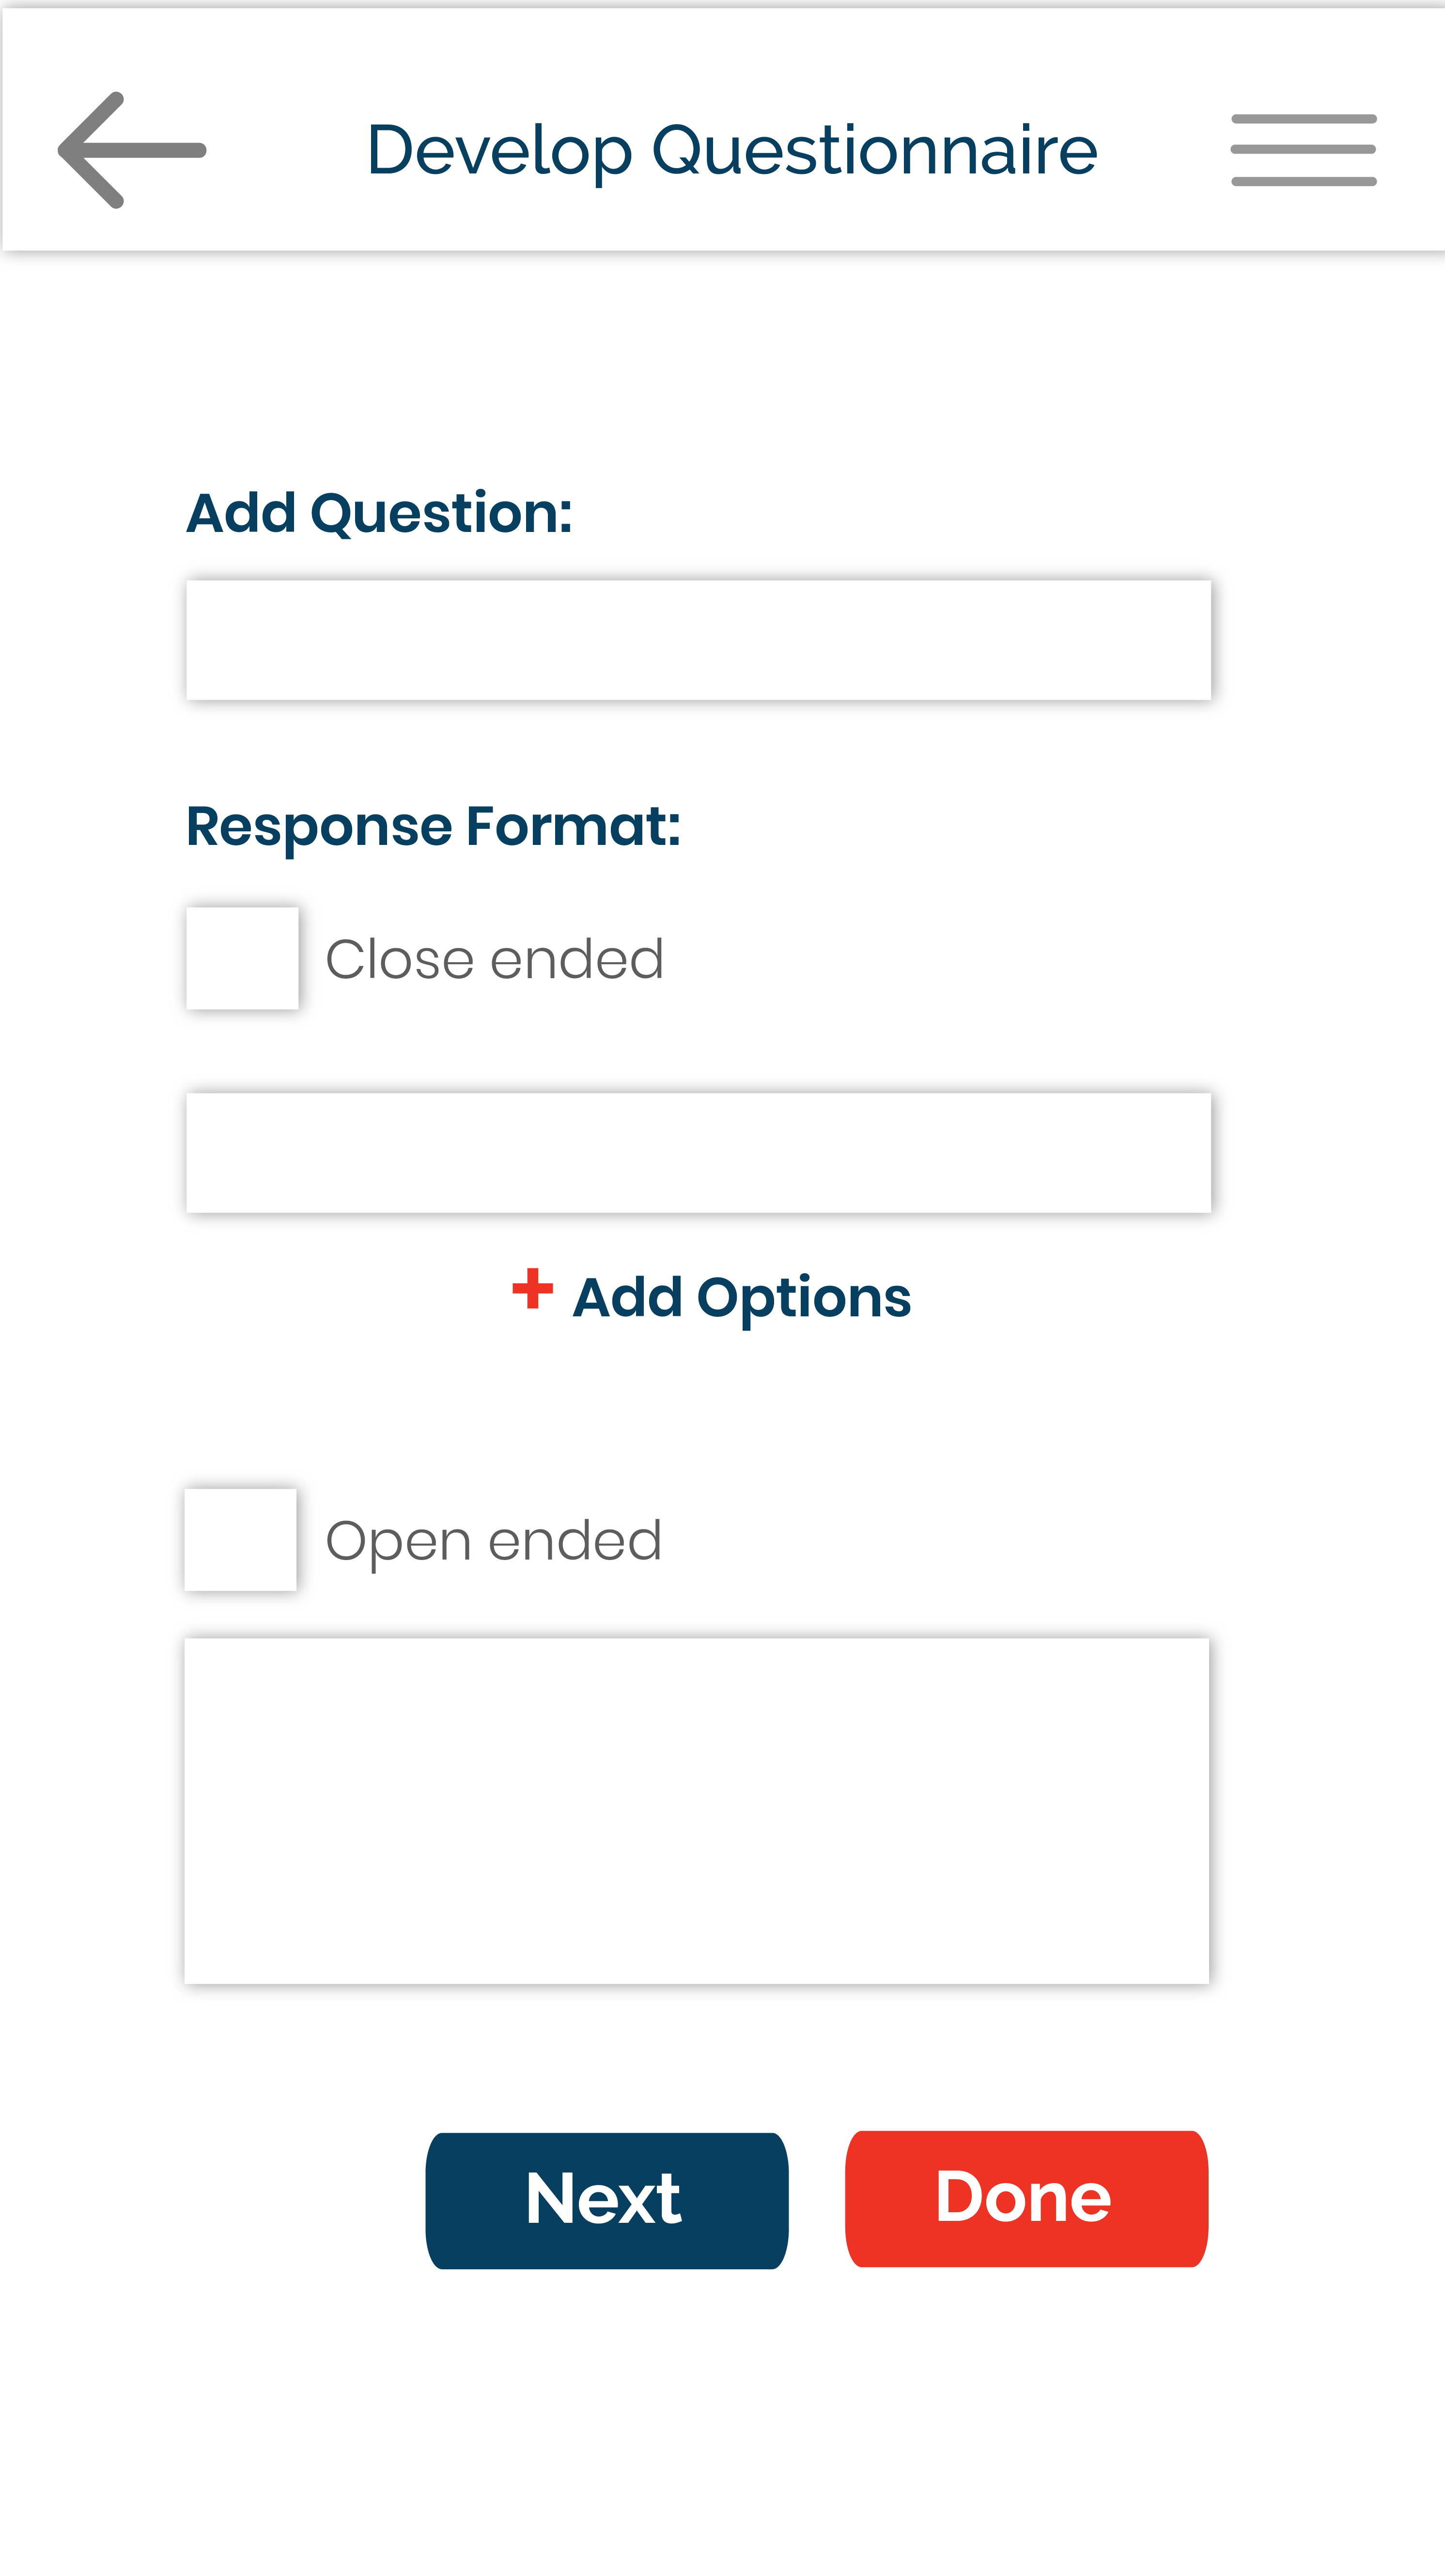 Develop Questionnaire
Add Question:
Response Format:
Close ended
+ Add Options
Open ended
Next
Done